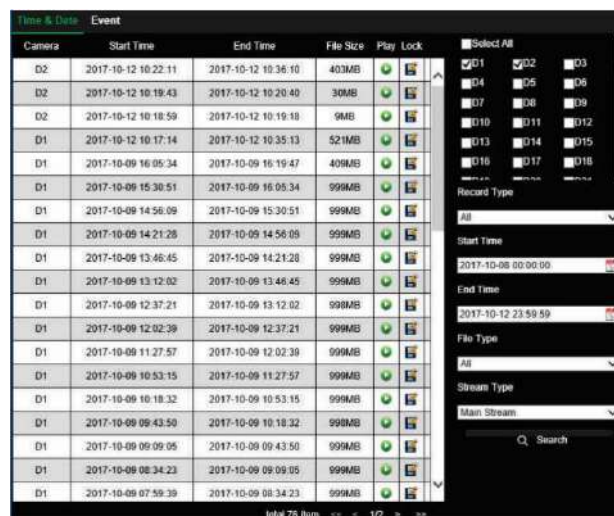 Time & Date Event
Camera Start Time End Time File Size Play Lock
D2 2017-10-12 10:22:11 2017-10-12 10:36:10 403MB
D2 2017-10-12 10:19:43 2017-10-12 10:20:40 30MB
D2 2017-10-12 10:18:59 2017-10-12 10:19:18 9MB
D1 2017-10-12 10:17:14 2017-10-12 10:35:13 521MB
D1 2017-10-09 16:05:34 2017-10-09 16:19:47 409MB
D1 2017-10-09 15:30:51 2017-10-09 16:05:34 999MB
D1 2017-10-09 14:56:09 2017-10-09 15:30:51 999MB
D1 2017-10-09 14:21:28 2017-10-09 14:56:09 999MB
D1 2017-10-09 13:46:45 2017-10-09 14:21:28 999MB
D1 2017-10-09 13:12:02 2017-10-09 13:46:45 999MB
D1 2017-10-09 12:37:21 2017-10-09 13:12:02 998MB
D1 2017-10-09 12:02:39 2017-10-09 12:37:21 999MB
D1 2017-10-09 11:27:57 2017-10-09 12:02:39 999MB
D1 2017-10-09 10:53:15 2017-10-09 11:27:57 999MB
D1 2017-10-09 10:18:32 2017-10-09 10:53:15 999MB
D1 2017-10-09 09:43:50 2017-10-09 10:18:32 998MB
D1 2017-10-09 09:09:05 2017-10-09 09:43:50 999MB
D1 2017-10-09 08:34:23 2017-10-09 09:09:05 999MB
D1 2017-10-09 07:59:39 2017-10-09 08:34:23 999MB
total 76 item << < 1/2 > >>
Select All
D1 D2 D3
D4 D5 D6
D7 D8 D9
D10 D11 D12
D13 D14 D15
D16 D17 D18
Record Type
All
Start Time
2017-10-08 00:00:00
End Time
2017-10-12 23:59:59
File Type
All
Stream Type
Main Stream
Search